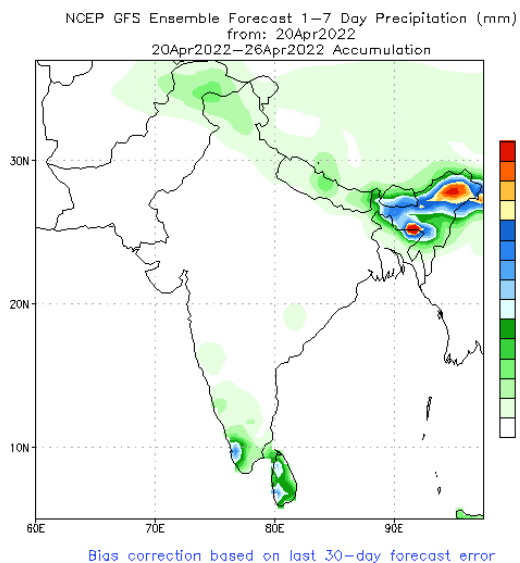 NCEP GFS Ensemble Forecast 1−7 Day Precipitation (mm)
from: 20Apr2022
20Apr2022−26Apr2022 Accumulation
30N
20N
10N
60E 70E 80E 90E
Bias correction based on last 30−day forecast error